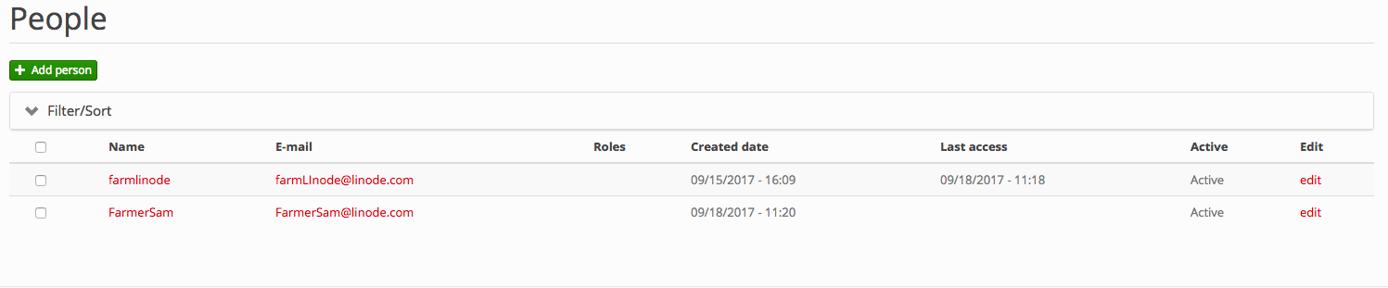 People
+ Add person
Filter/Sort
Name E-mail Roles Created date Last access Active Edit
farmlinode farmLInode@linode.com 09/15/2017 - 16:09 09/18/2017 - 11:18 Active edit
FarmerSam FarmerSam@linode.com 09/18/2017 - 11:20 Active edit